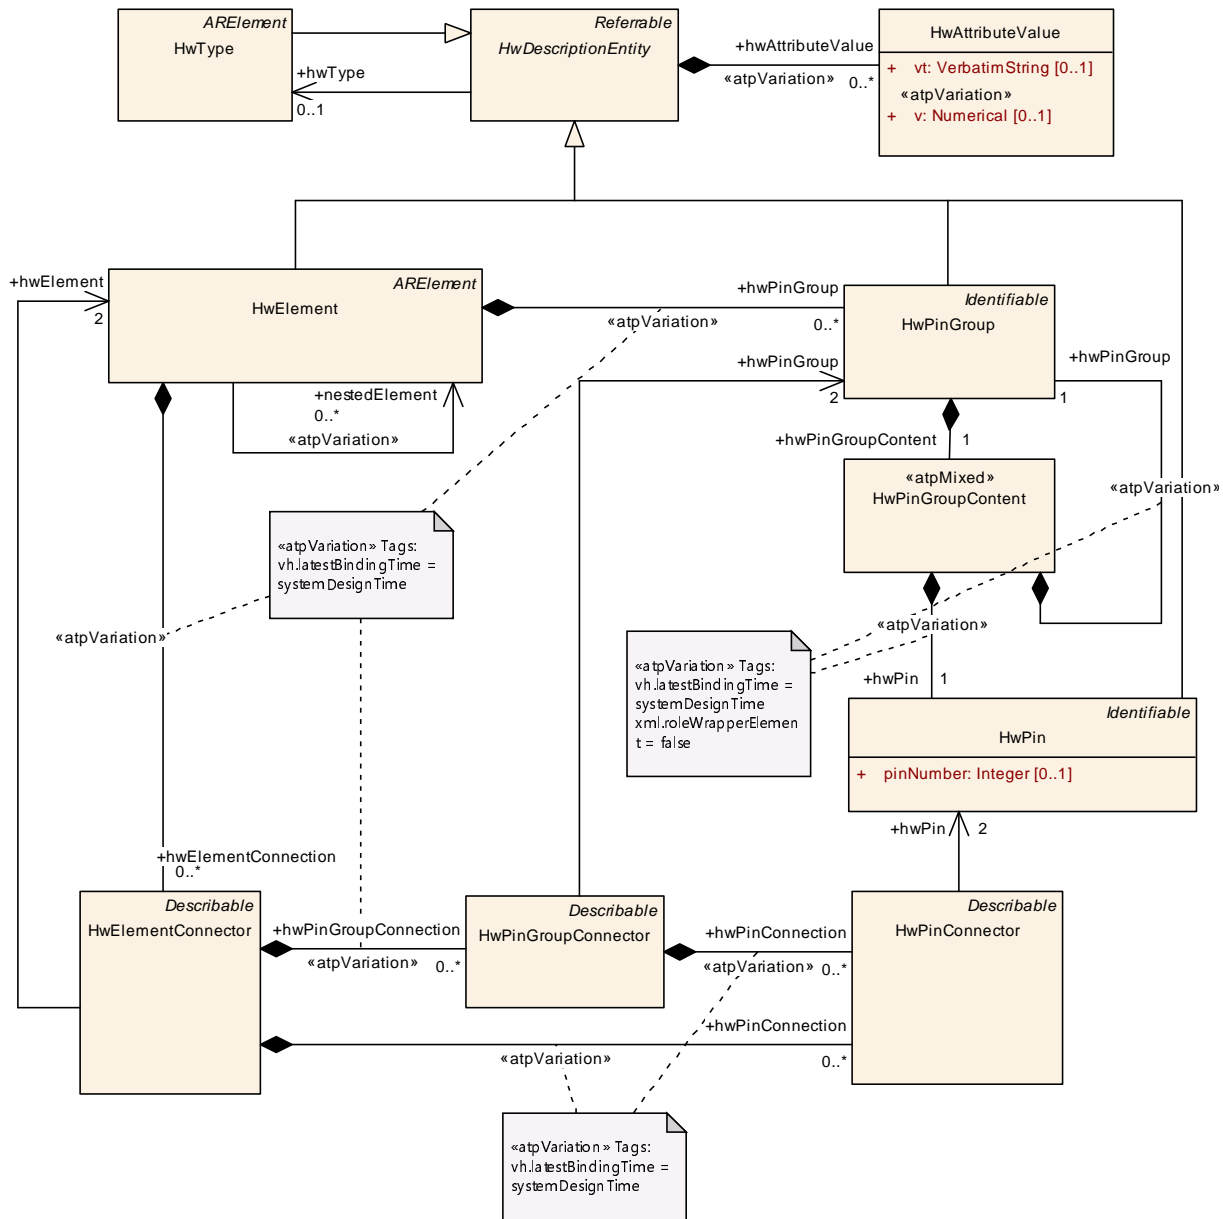 ARElement
HwType
Referrable
HwDescriptionEntity
+hwType
0..1
+hwAttributeValue
«atpVariation»
0..*
HwAttributeValue
+ vt: VerbatimString [0..1]
«atpVariation»
+ v: Numerical [0..1]
+hwElement
2
ARElement
HwElement
+nestedElement
0..*
«atpVariation»
+hwPinGroup
«atpVariation»
0..*
+hwPinGroup
2
Identifiable
HwPinGroup
+hwPinGroup
1
+hwPinGroupContent
1
«atpMixed»
HwPinGroupContent
«atpVariation»
«atpVariation» Tags:
vh.latestBindingTime =
systemDesignTime
«atpVariation»
«atpVariation»
«atpVariation» Tags:
vh.latestBindingTime =
systemDesignTime
xml.roleWrapperElemen
t = false
+hwPin
1
Identifiable
HwPin
+ pinNumber: Integer [0..1]
+hwPin
2
+hwElementConnection
0..*
Describable
HwElementConnector
+hwPinGroupConnection
«atpVariation»
0..*
Describable
HwPinGroupConnector
+hwPinConnection
«atpVariation»
0..*
Describable
HwPinConnector
+hwPinConnection
«atpVariation»
0..*
«atpVariation» Tags:
vh.latestBindingTime =
systemDesignTime